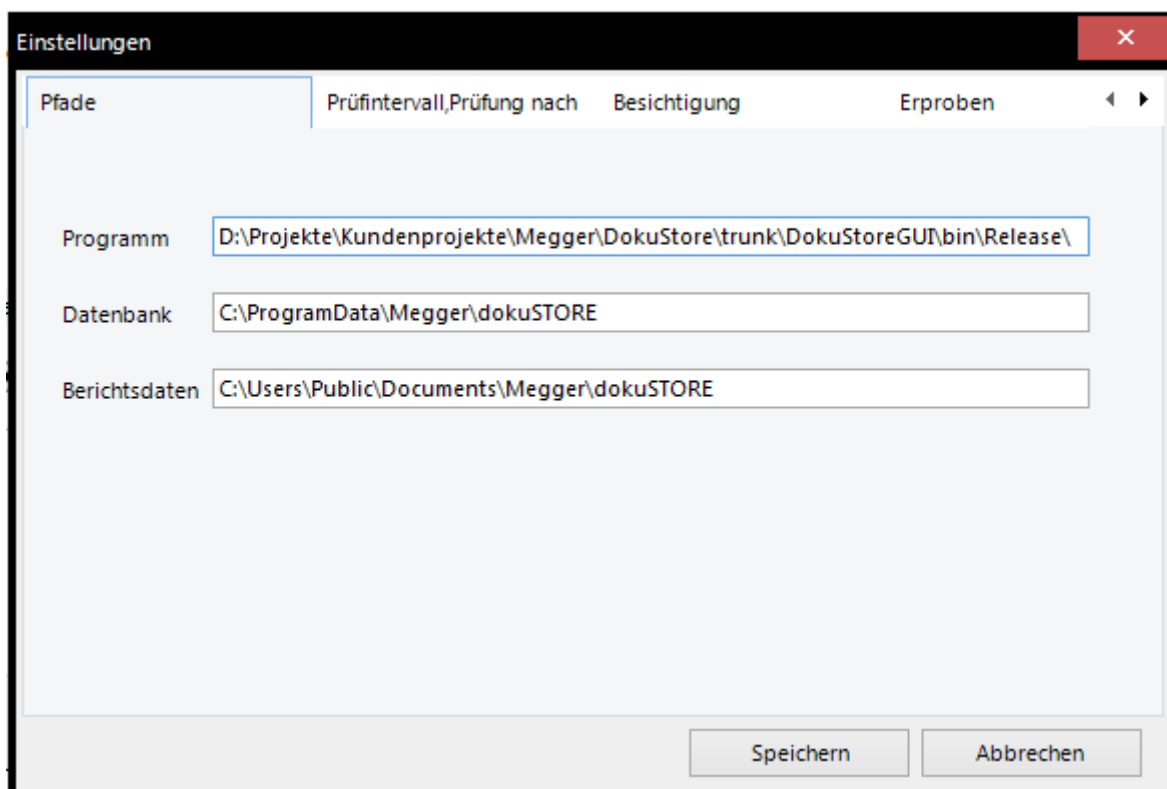 Einstellungen
Pfade Prüfintervall,Prüfung nach Besichtigung Erproben
Programm D:\Projekte\Kundenprojekte\Megger\DokuStore\trunk\DokuStoreGUI\bin\Release\
Datenbank C:\ProgramData\Megger\dokuSTORE
Berichtsdaten C:\Users\Public\Documents\Megger\dokuSTORE
Speichern Abbrechen